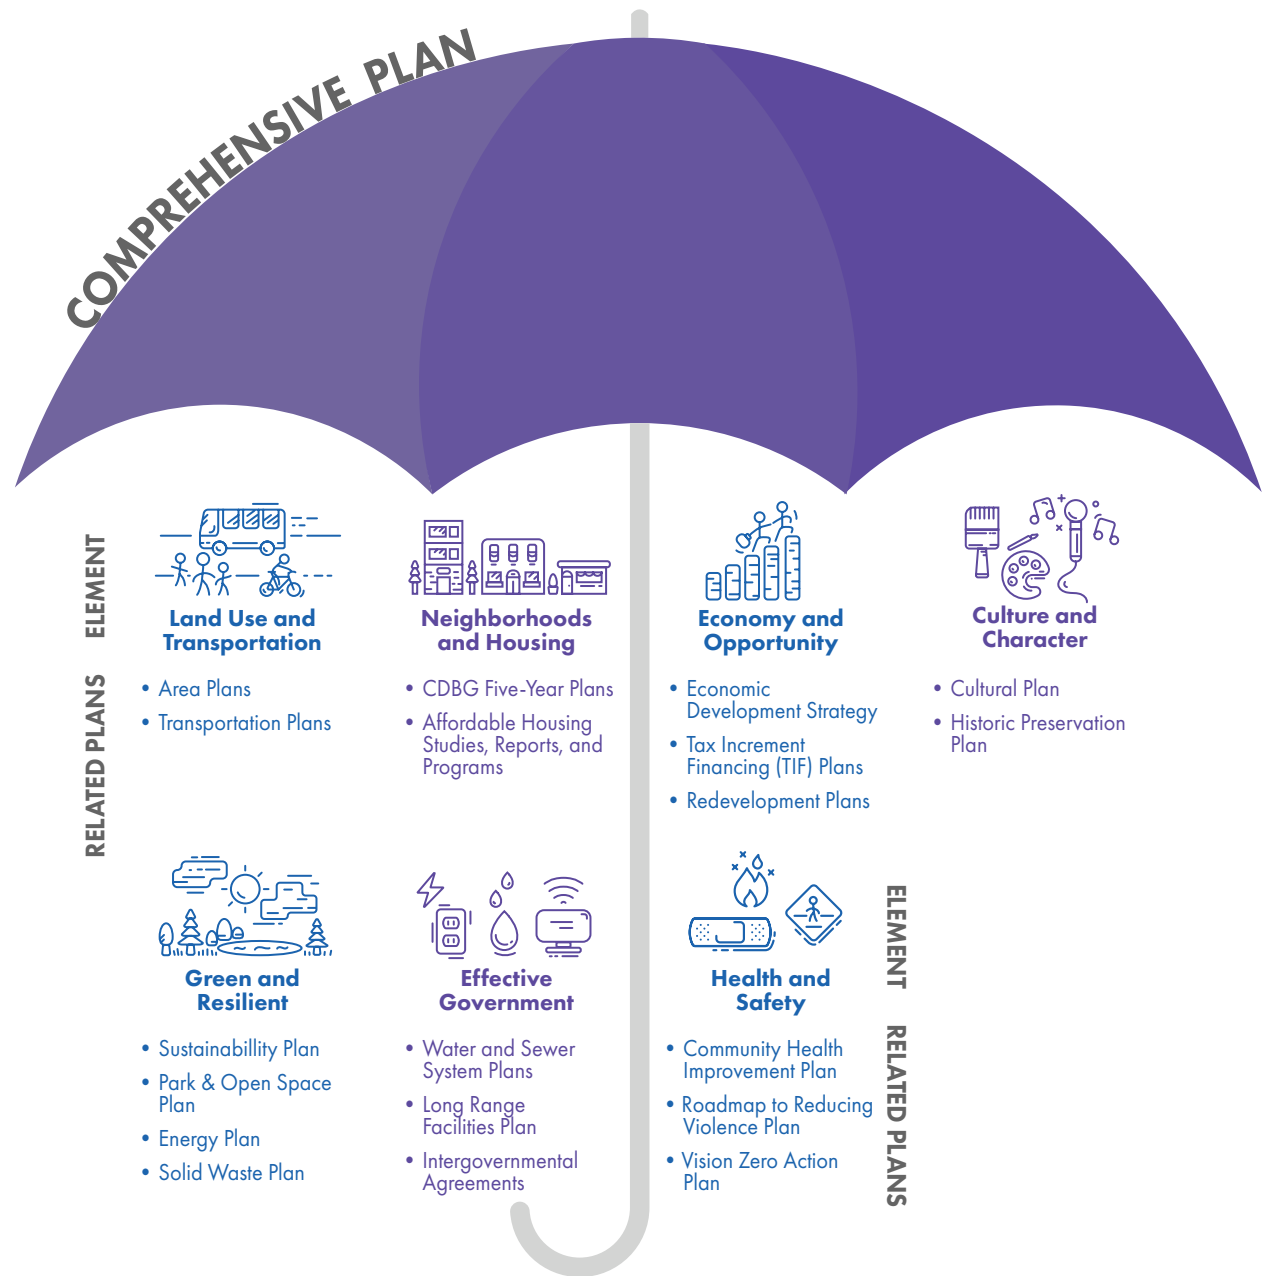 COMPREHENSIVE PLAN
ELEMENT
Land Use and
Transportation
Neighborhoods
and Housing
Economy and
Opportunity
Culture and
Character
RELATED PLANS
• Area Plans
• Transportation Plans
• CDBG Five-Year Plans
• Affordable Housing
Studies, Reports, and
Programs
• Economic
Development Strategy
• Tax Increment
Financing (TIF) Plans
• Redevelopment Plans
• Cultural Plan
• Historic Preservation
Plan
Green and
Resilient
Effective
Government
Health and
Safety
ELEMENT
• Sustainabillity Plan
• Park & Open Space
Plan
• Energy Plan
• Solid Waste Plan
• Water and Sewer
System Plans
• Long Range
Facilities Plan
• Intergovernmental
Agreements
• Community Health
Improvement Plan
• Roadmap to Reducing
Violence Plan
• Vision Zero Action
Plan
RELATED PLANS